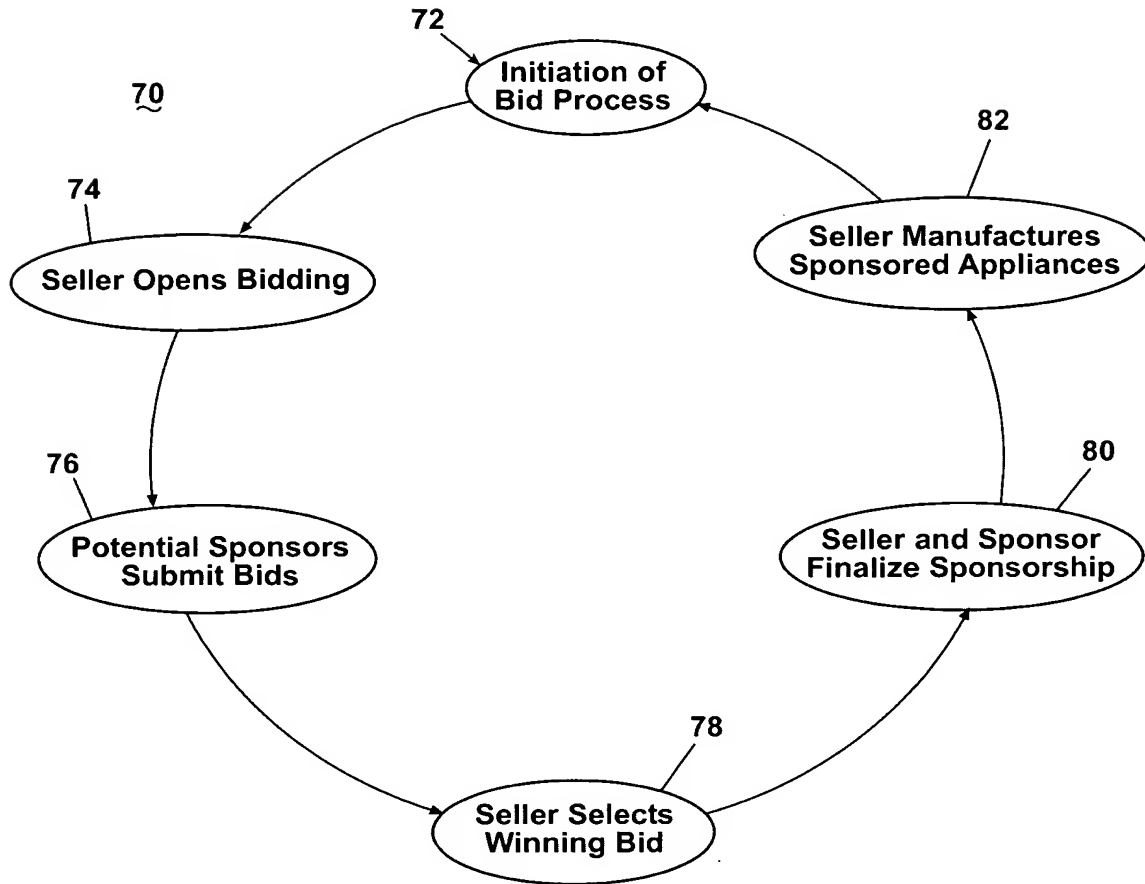 70
72
Initiation of
Bid Process
74
Seller Opens Bidding
76
Potential Sponsors
Submit Bids
78
Seller Selects
Winning Bid
80
Seller and Sponsor
Finalize Sponsorship
82
Seller Manufactures
Sponsored Appliances